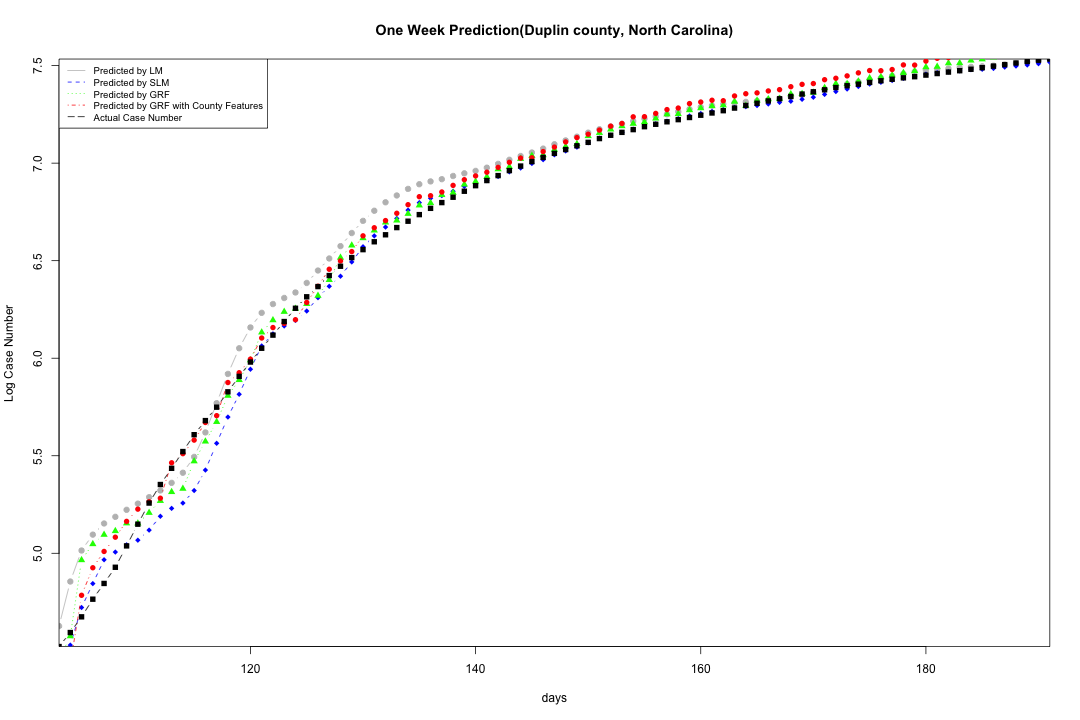 One Week Prediction(Duplin county, North Carolina)
Predicted by LM
Predicted by SLM
Predicted by GRF
Predicted by GRF with County Features
Actual Case Number
Log Case Number
7.5
7.0
6.5
6.0
5.5
5.0
120
140
160
180
days